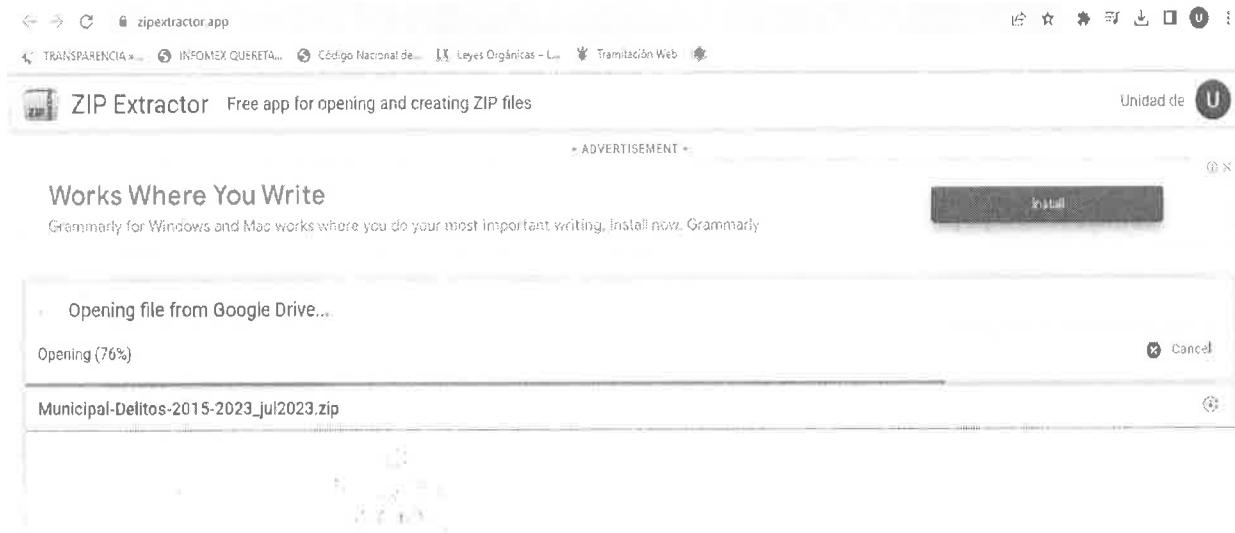 zipextractor.app
TRANSPARENCIA »... INFOMEX QUERETA... Código Nacional de... Leyes Orgánicas – L... Tramitación Web
ZIP Extractor Free app for opening and creating ZIP files Unidad de U
• ADVERTISEMENT •
Works Where You Write
Install
Grammarly for Windows and Mac works where you do your most important writing, Install now. Grammarly
Opening file from Google Drive...
Opening (76%) Cancel
Municipal-Delitos-2015-2023_jul2023.zip